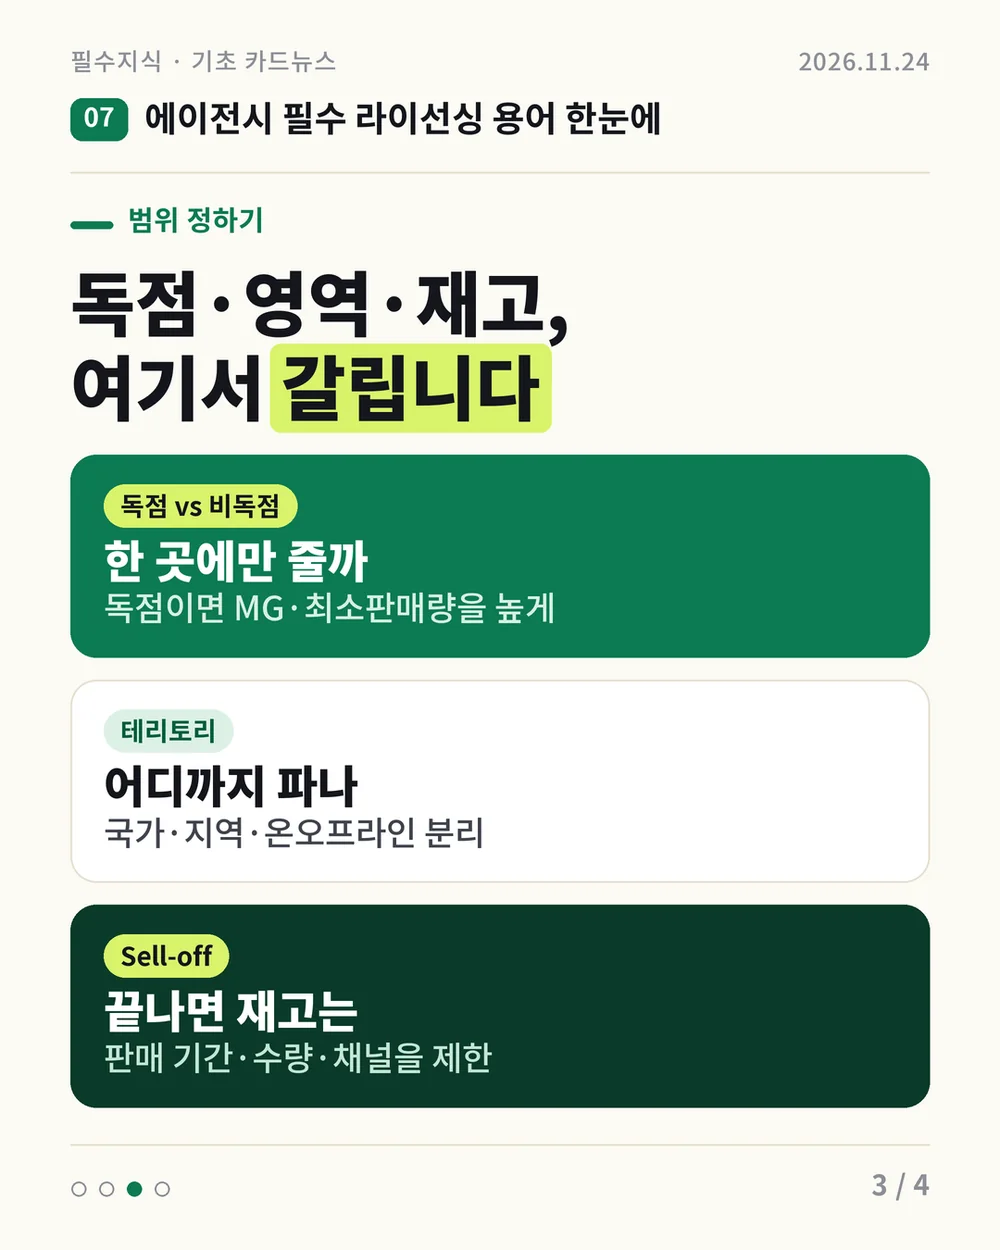 필수지식 · 기초 카드뉴스
2026.11.24
07 에이전시 필수 라이선싱 용어 한눈에
범위 정하기
독점·영역·재고,
여기서 갈립니다
독점 vs 비독점
한 곳에만 줄까
독점이면 MG·최소판매량을 높게
테리토리
어디까지 파나
국가·지역·온오프라인 분리
Sell-off
끝나면 재고는
판매 기간·수량·채널을 제한
3 / 4